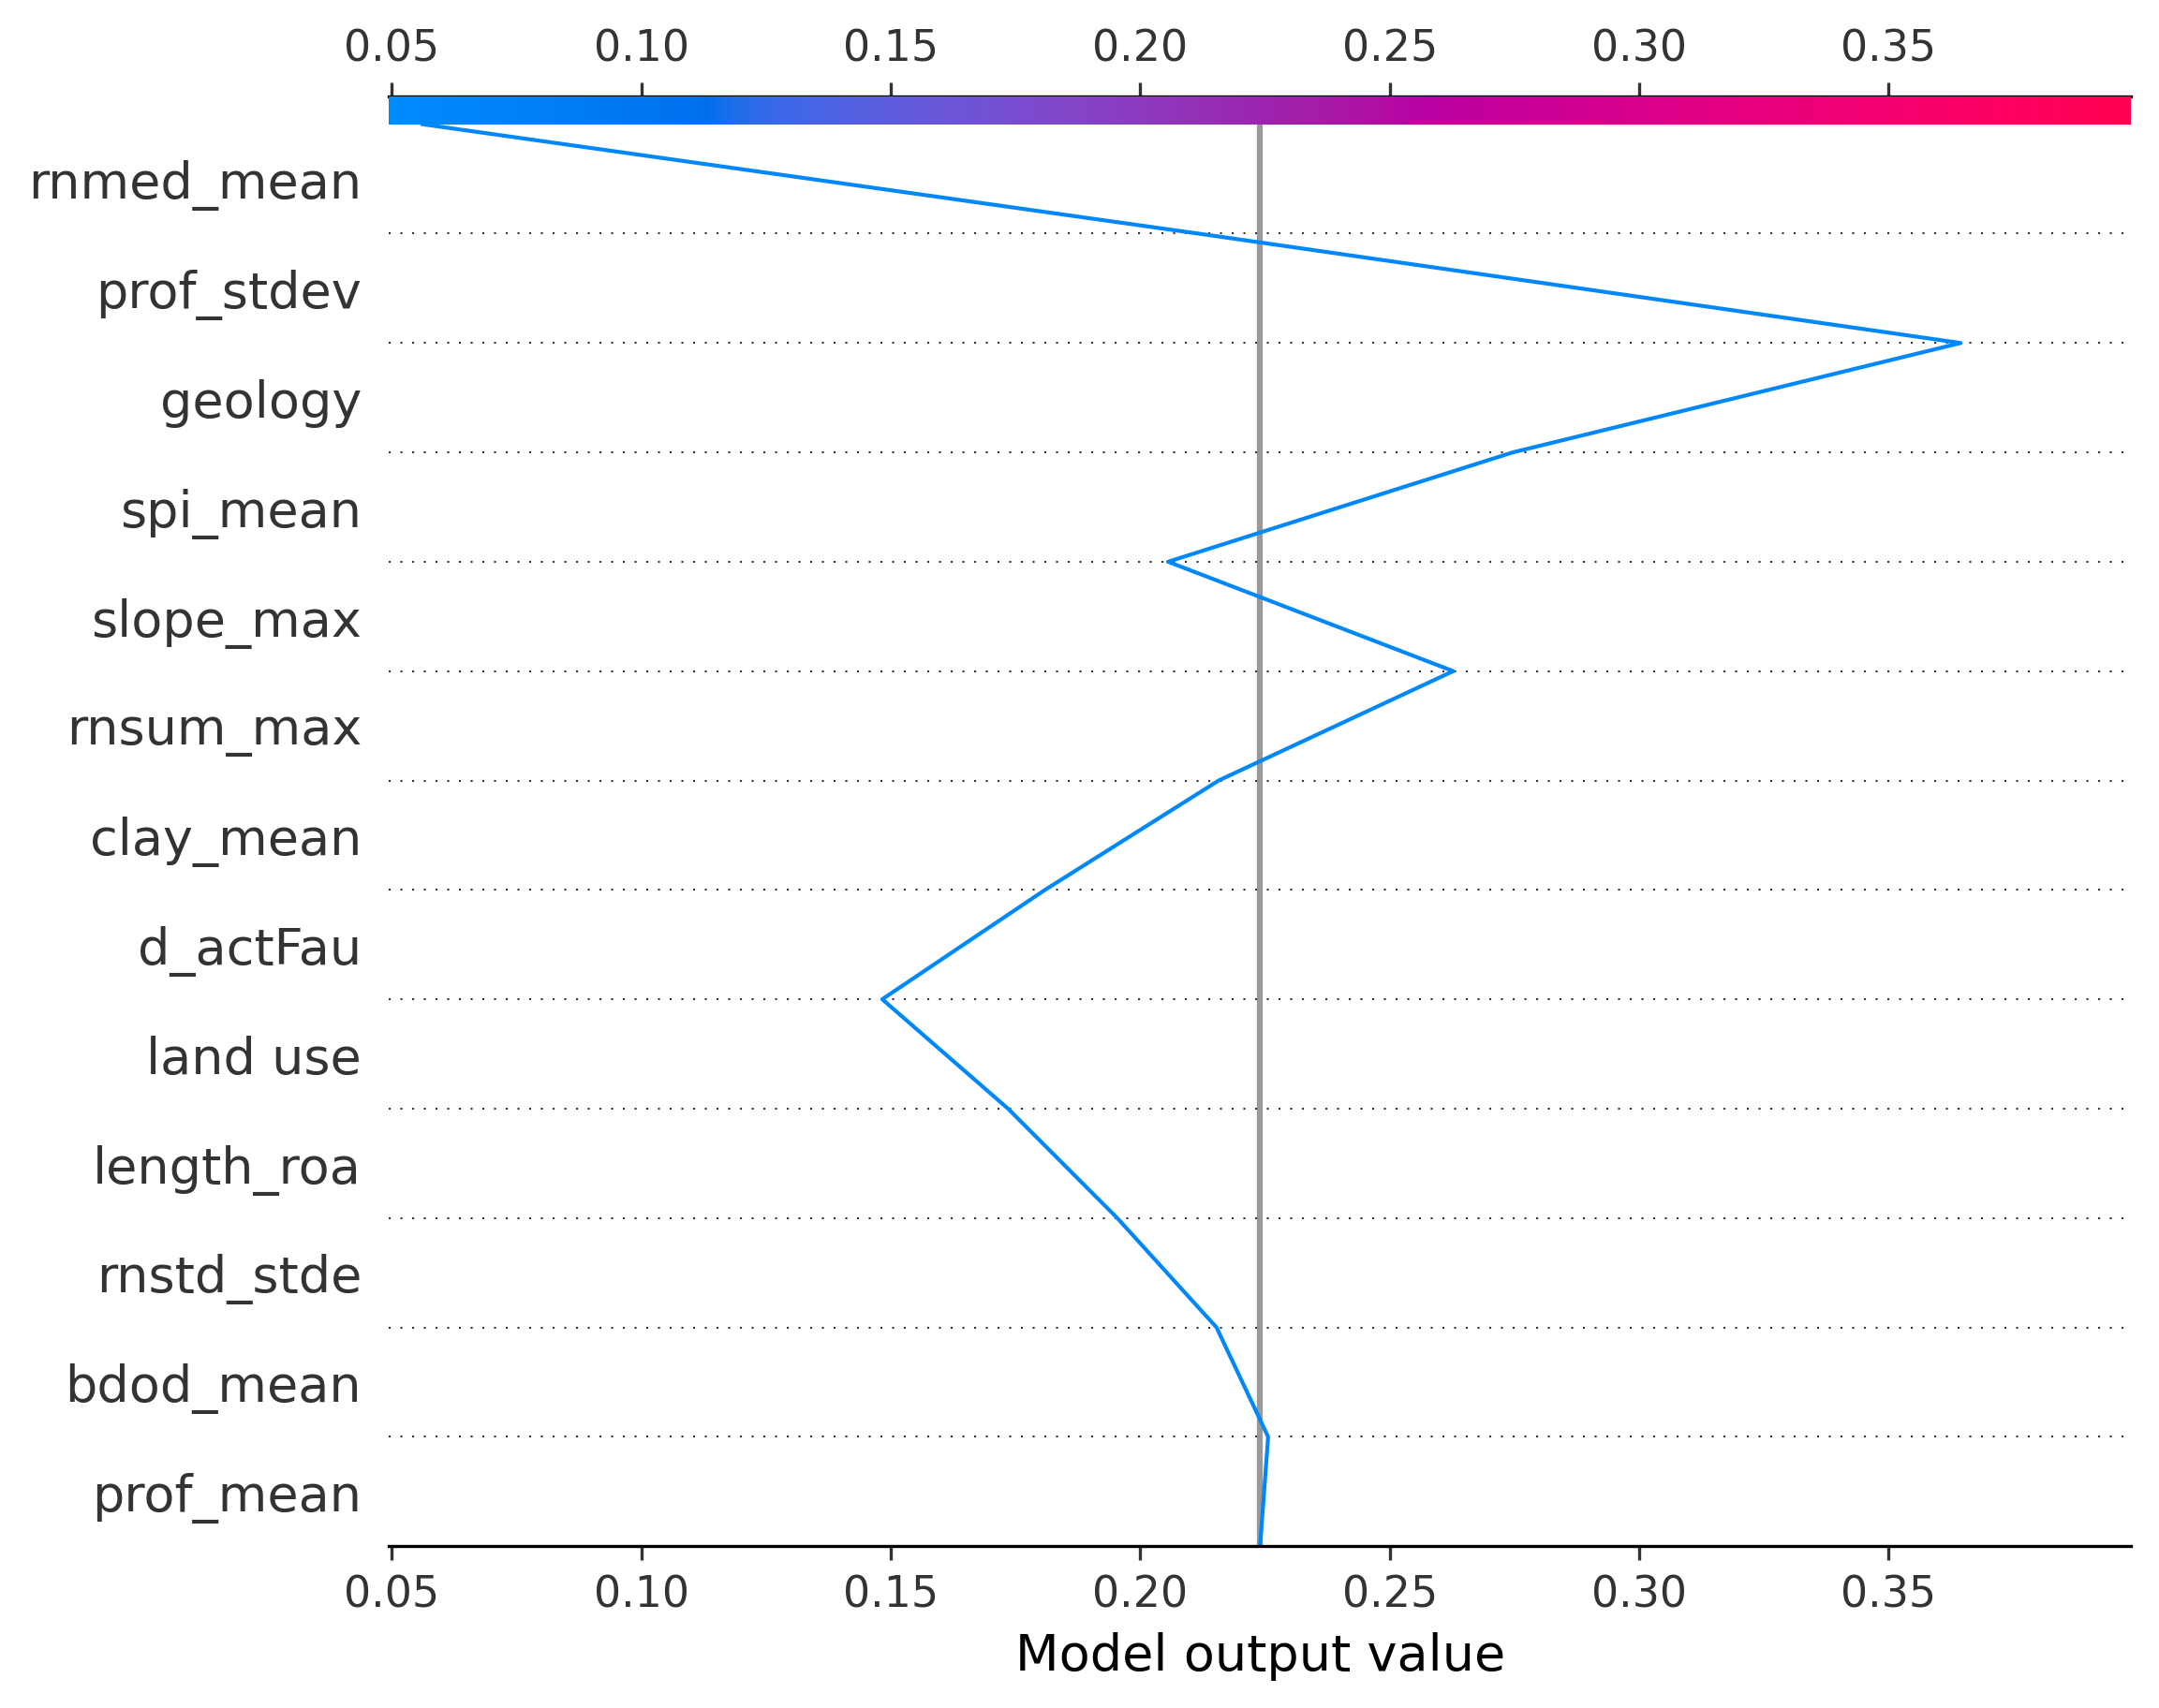 0.05 0.10 0.15 0.20 0.25 0.30 0.35
rnmed_mean
prof_stdev
geology
spi_mean
slope_max
rnsum_max
clay_mean
d_actFau
land use
length_roa
rnstd_stde
bdod_mean
prof_mean
0.05 0.10 0.15 0.20 0.25 0.30 0.35
Model output value